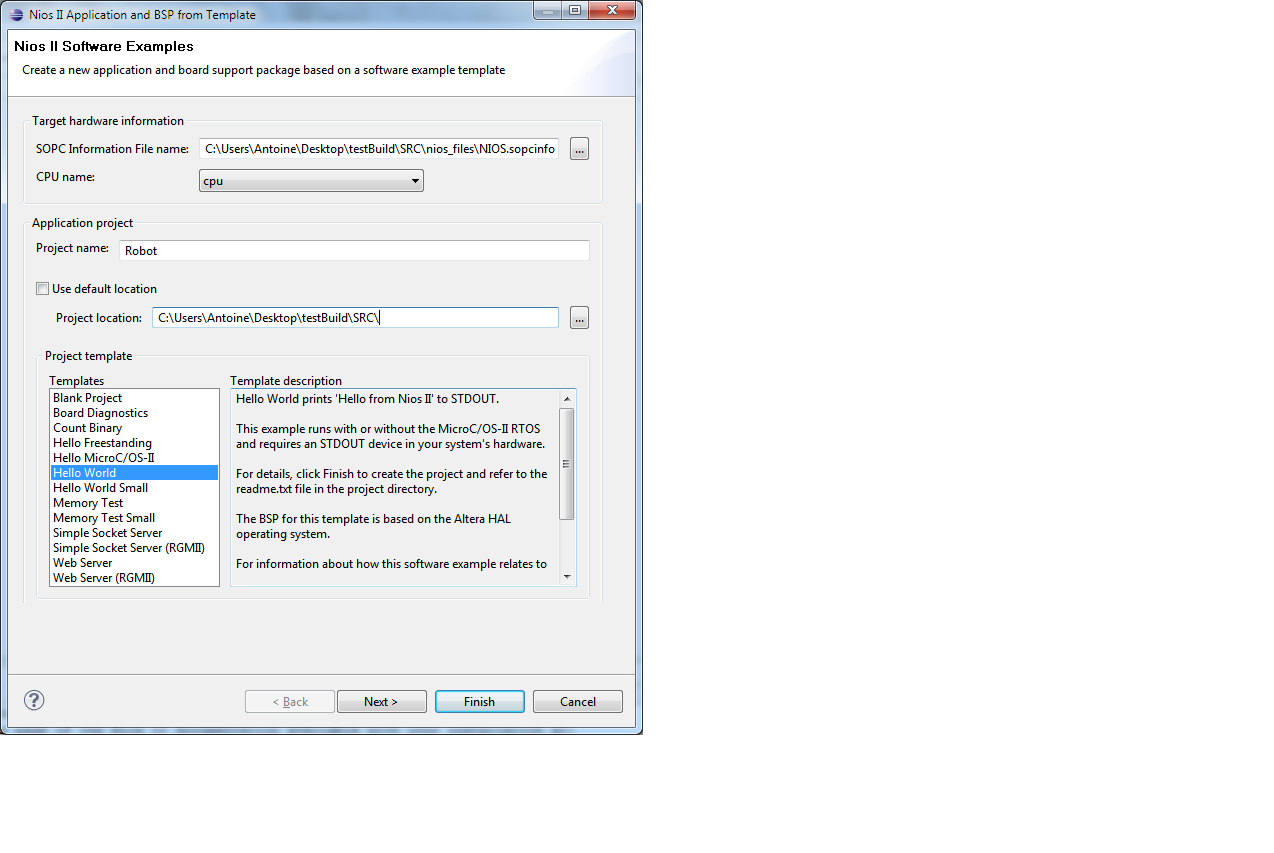 Nios II Application and BSP from Template
Nios II Software Examples
Create a new application and board support package based on a software example template
Target hardware information
SOPC Information File name: C:\Users\Antoine\Desktop\testBuild\SRC\nios_files\NIOS.sopcinfo ...
CPU name: cpu
Application project
Project name: Robot
Use default location
Project location: C:\Users\Antoine\Desktop\testBuild\SRC\ ...
Project template
Templates
Blank Project
Board Diagnostics
Count Binary
Hello Freestanding
Hello MicroC/OS-II
Hello World
Hello World Small
Memory Test
Memory Test Small
Simple Socket Server
Simple Socket Server (RGMII)
Web Server
Web Server (RGMII)
Template description
Hello World prints 'Hello from Nios II' to STDOUT.
This example runs with or without the MicroC/OS-II RTOS
and requires an STDOUT device in your system's hardware.
For details, click Finish to create the project and refer to the
readme.txt file in the project directory.
The BSP for this template is based on the Altera HAL
operating system.
For information about how this software example relates to
? < Back Next > Finish Cancel